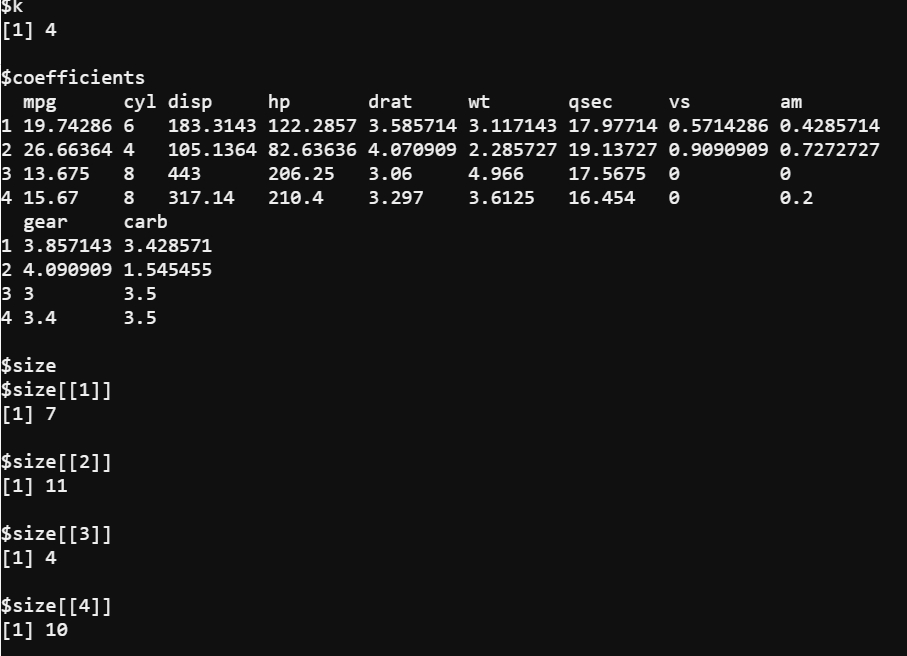 $k
[1] 4
$coefficients
  mpg      cyl disp     hp       drat     wt       qsec     vs        am
1 19.74286 6   183.3143 122.2857 3.585714 3.117143 17.97714 0.5714286 0.4285714
2 26.66364 4   105.1364 82.63636 4.070909 2.285727 19.13727 0.9090909 0.7272727
3 13.675   8   443      206.25   3.06     4.966    17.5675  0         0
4 15.67    8   317.14   210.4    3.297    3.6125   16.454   0         0.2
  gear     carb
1 3.857143 3.428571
2 4.090909 1.545455
3 3        3.5
4 3.4      3.5
$size
$size[[1]]
[1] 7
$size[[2]]
[1] 11
$size[[3]]
[1] 4
$size[[4]]
[1] 10